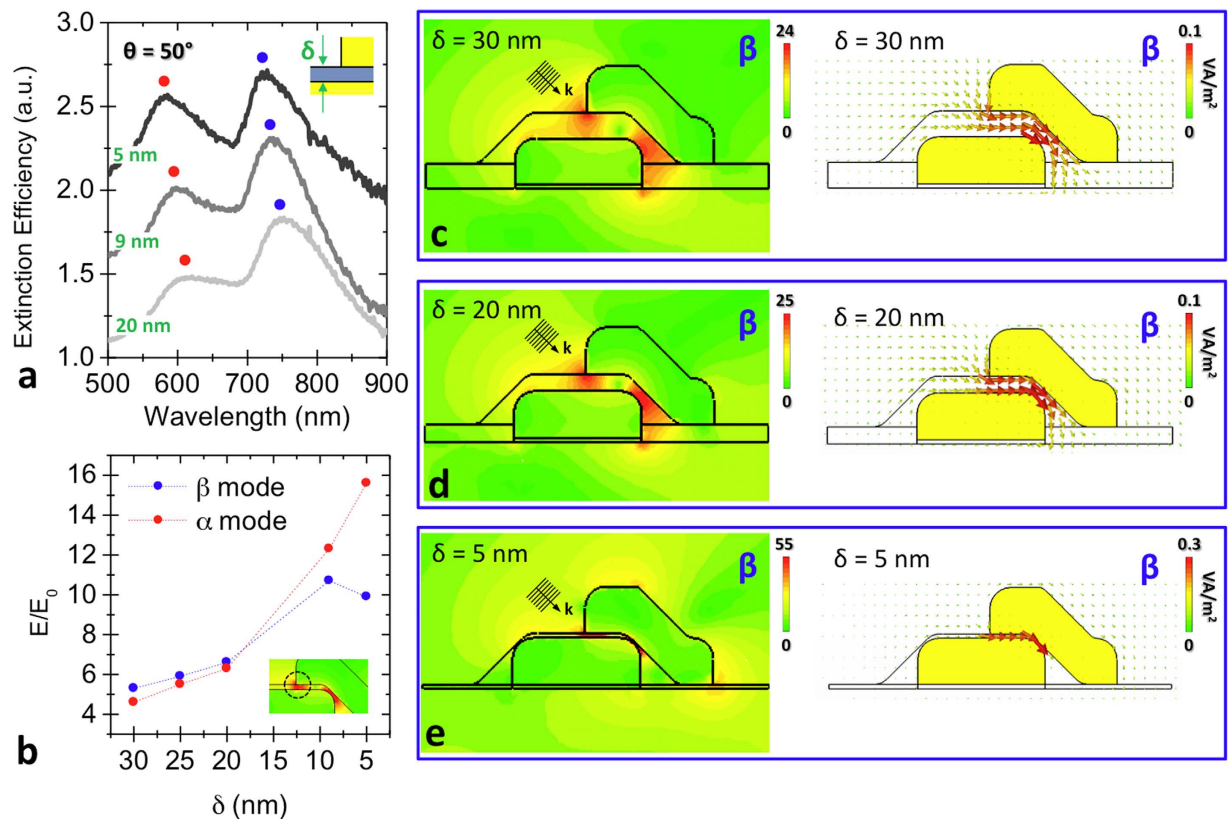 3.0
2.5
2.0
1.5
1.0
Extinction Efficiency (a.u.)
θ = 50°
δ
5 nm
9 nm
20 nm
a
500 600 700 800 900
Wavelength (nm)
16
14
12
10
8
6
4
E/E0
β mode
α mode
b
30 25 20 15 10 5
δ (nm)
δ = 30 nm
k
β
24
0
c
δ = 30 nm
β
0.1
VA/m2
0
δ = 20 nm
k
β
25
0
d
δ = 20 nm
β
0.1
VA/m2
0
δ = 5 nm
k
β
55
0
e
δ = 5 nm
β
0.3
VA/m2
0